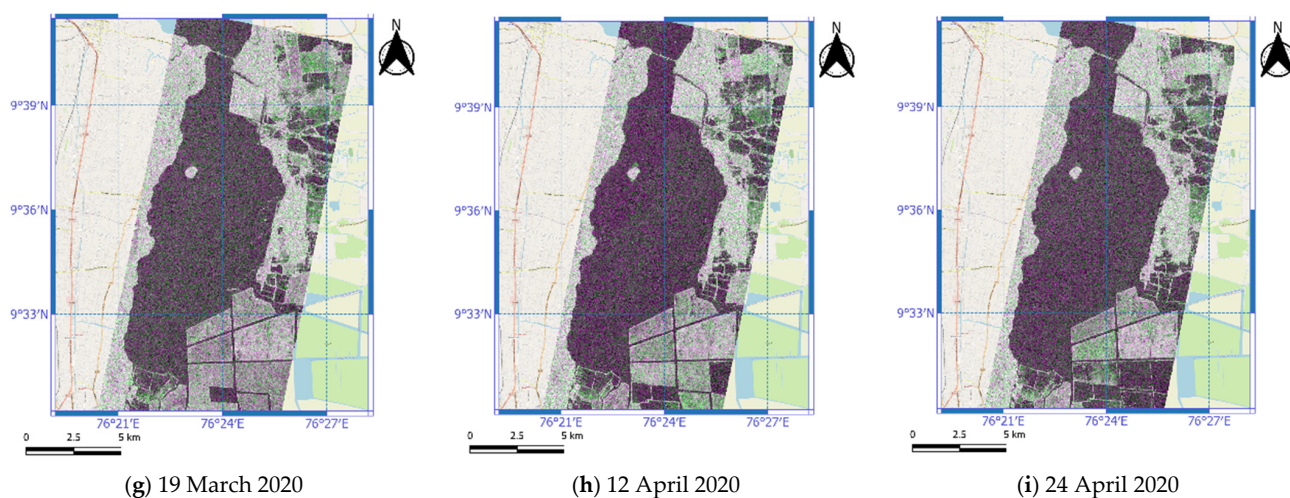 N
9°39'N
9°36'N
9°33'N
76°21'E 76°24'E 76°27'E
0 2.5 5 km
(g) 19 March 2020
N
9°39'N
9°36'N
9°33'N
76°21'E 76°24'E 76°27'E
0 2.5 5 km
(h) 12 April 2020
N
9°39'N
9°36'N
9°33'N
76°21'E 76°24'E 76°27'E
0 2.5 5 km
(i) 24 April 2020